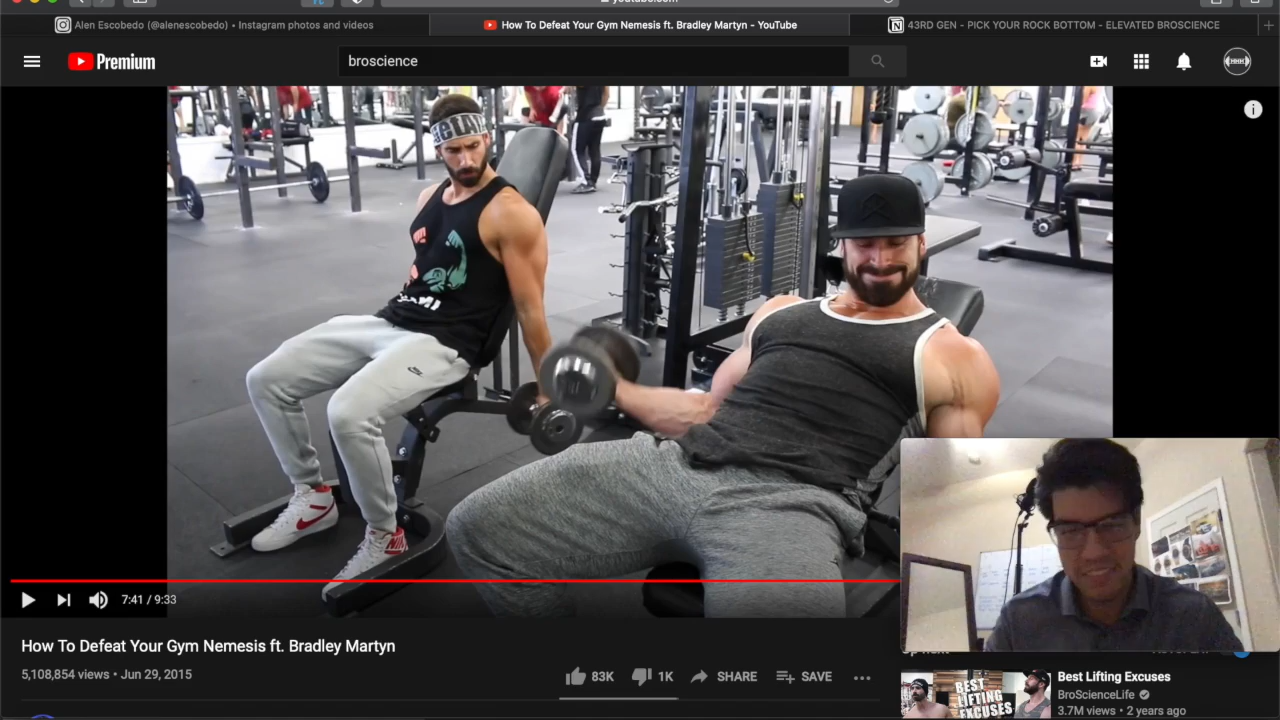 youtube.com
Alen Escobedo (@alenescobedo) • Instagram photos and videos
How To Defeat Your Gym Nemesis ft. Bradley Martyn - YouTube
43RD GEN - PICK YOUR ROCK BOTTOM - ELEVATED BROSCIENCE
Premium
broscience
7:41 / 9:33
How To Defeat Your Gym Nemesis ft. Bradley Martyn
5,108,854 views • Jun 29, 2015
83K
1K
SHARE
SAVE
BEST
LIFTING
EXCUSES
Best Lifting Excuses
BroScienceLife
3.7M views • 2 years ago